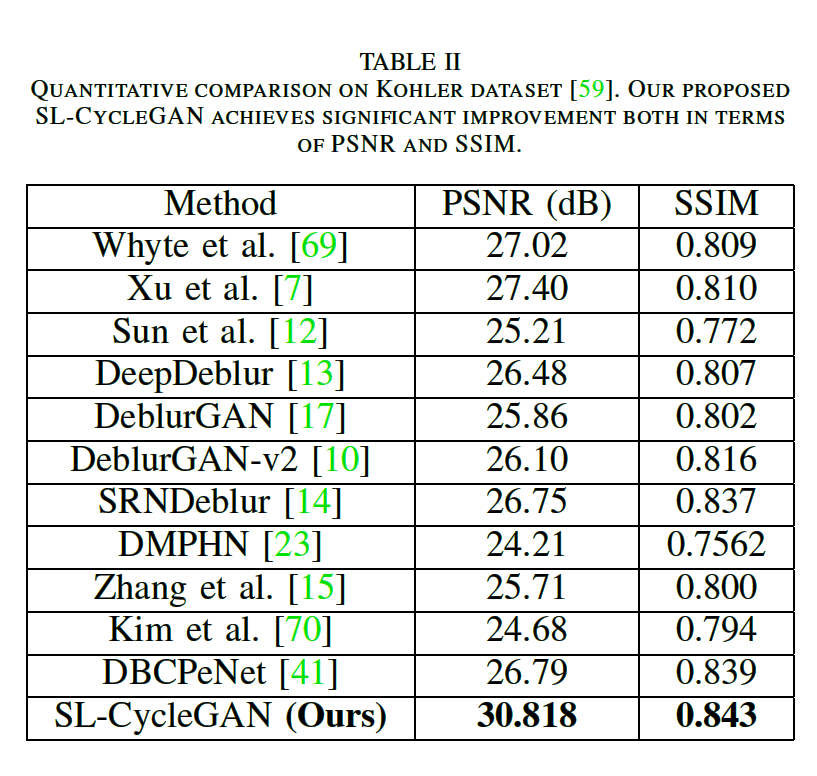 TABLE II
QUANTITATIVE COMPARISON ON KOHLER DATASET [59]. OUR PROPOSED
SL-CYCLEGAN ACHIEVES SIGNIFICANT IMPROVEMENT BOTH IN TERMS
OF PSNR AND SSIM.
Method PSNR (dB) SSIM
Whyte et al. [69] 27.02 0.809
Xu et al. [7] 27.40 0.810
Sun et al. [12] 25.21 0.772
DeepDeblur [13] 26.48 0.807
DeblurGAN [17] 25.86 0.802
DeblurGAN-v2 [10] 26.10 0.816
SRNDeblur [14] 26.75 0.837
DMPHN [23] 24.21 0.7562
Zhang et al. [15] 25.71 0.800
Kim et al. [70] 24.68 0.794
DBCPeNet [41] 26.79 0.839
SL-CycleGAN (Ours) 30.818 0.843